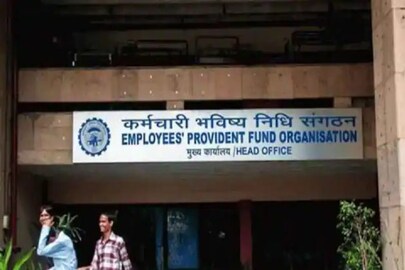 कर्मचारी भविष्य निधि संगठन
EMPLOYEES' PROVIDENT FUND ORGANISATION
मुख्य कार्यालय /HEAD OFFICE